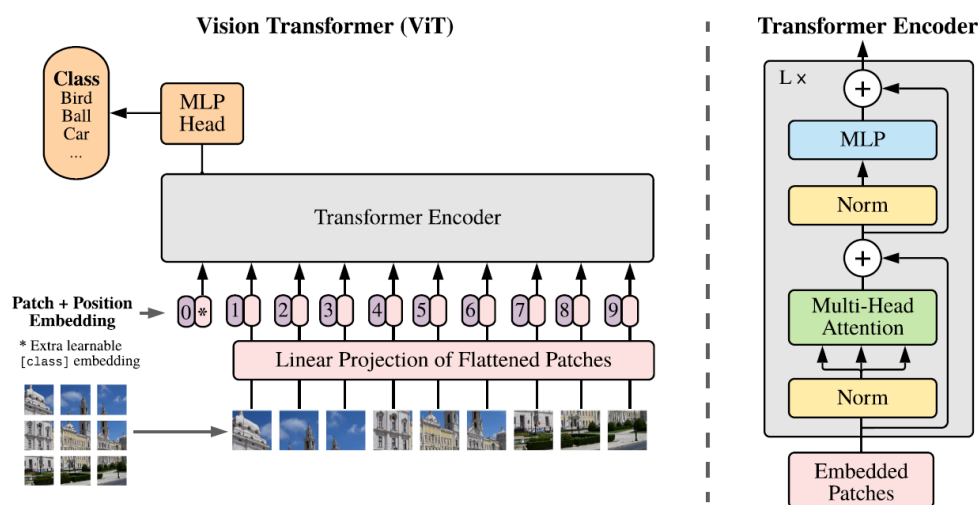 Vision Transformer (ViT)
Class
Bird
Ball
Car
...
MLP
Head
Transformer Encoder
Patch + Position
Embedding
0 * 1 2 3 4 5 6 7 8 9
* Extra learnable
[class] embedding
Linear Projection of Flattened Patches
Transformer Encoder
L ×
+
MLP
Norm
+
Multi-Head
Attention
Norm
Embedded
Patches